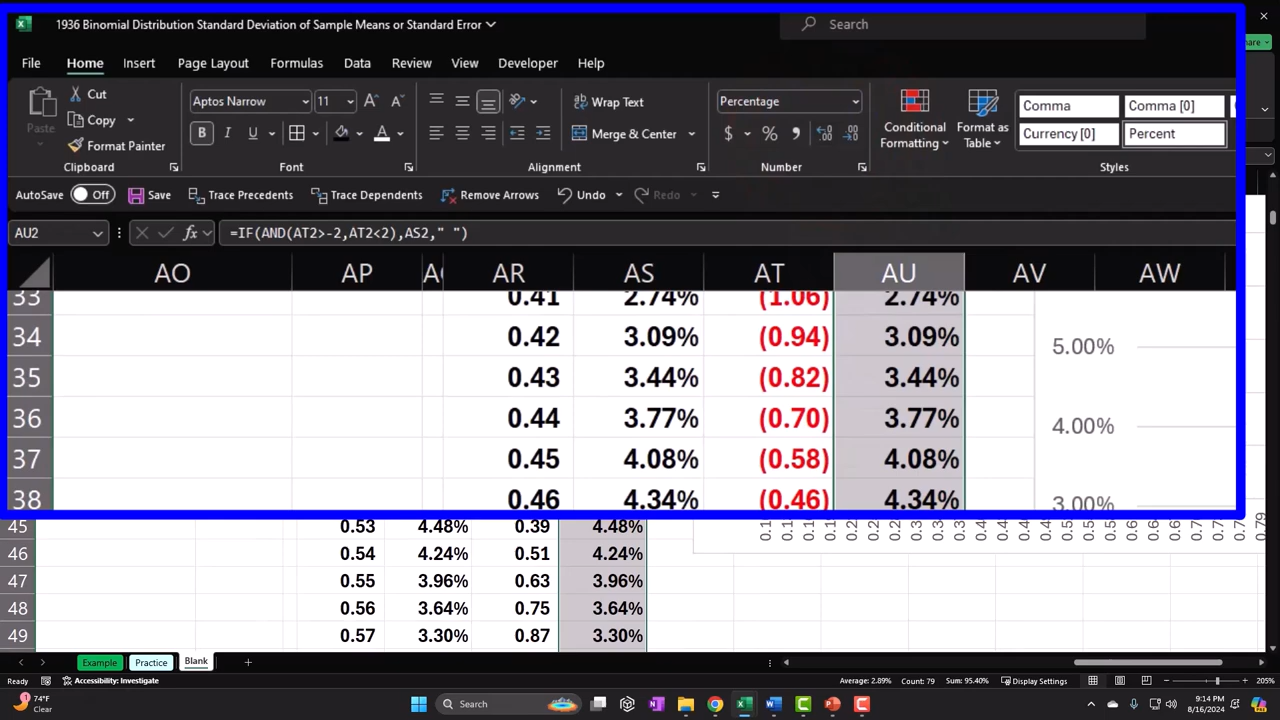 1936 Binomial Distribution Standard Deviation of Sample Means or Standard Error
Search
File Home Insert Page Layout Formulas Data Review View Developer Help
Paste
Cut
Copy
Format Painter
Clipboard
Aptos Narrow 11
B I U
Font
Wrap Text
Merge & Center
Alignment
Percentage
$ % ,
Number
Conditional Formatting
Format as Table
Comma Comma [0]
Currency [0] Percent
Styles
AutoSave Off Save Trace Precedents Trace Dependents Remove Arrows Undo Redo
AU2 fx =IF(AND(AT2>-2,AT2<2),AS2," ")
AO AP AR AS AT AU AV AW
33 0.41 2.74% (1.06) 2.74%
34 0.42 3.09% (0.94) 3.09% 5.00%
35 0.43 3.44% (0.82) 3.44%
36 0.44 3.77% (0.70) 3.77% 4.00%
37 0.45 4.08% (0.58) 4.08%
38 0.46 4.34% (0.46) 4.34% 3.00%
45 0.53 4.48% 0.39 4.48%
46 0.54 4.24% 0.51 4.24%
47 0.55 3.96% 0.63 3.96%
48 0.56 3.64% 0.75 3.64%
49 0.57 3.30% 0.87 3.30%
Example Practice Blank
Ready Accessibility: Investigate Average: 2.89% Count: 79 Sum: 95.40% Display Settings 205%
74°F
Clear
Search
9:14 PM
8/16/2024